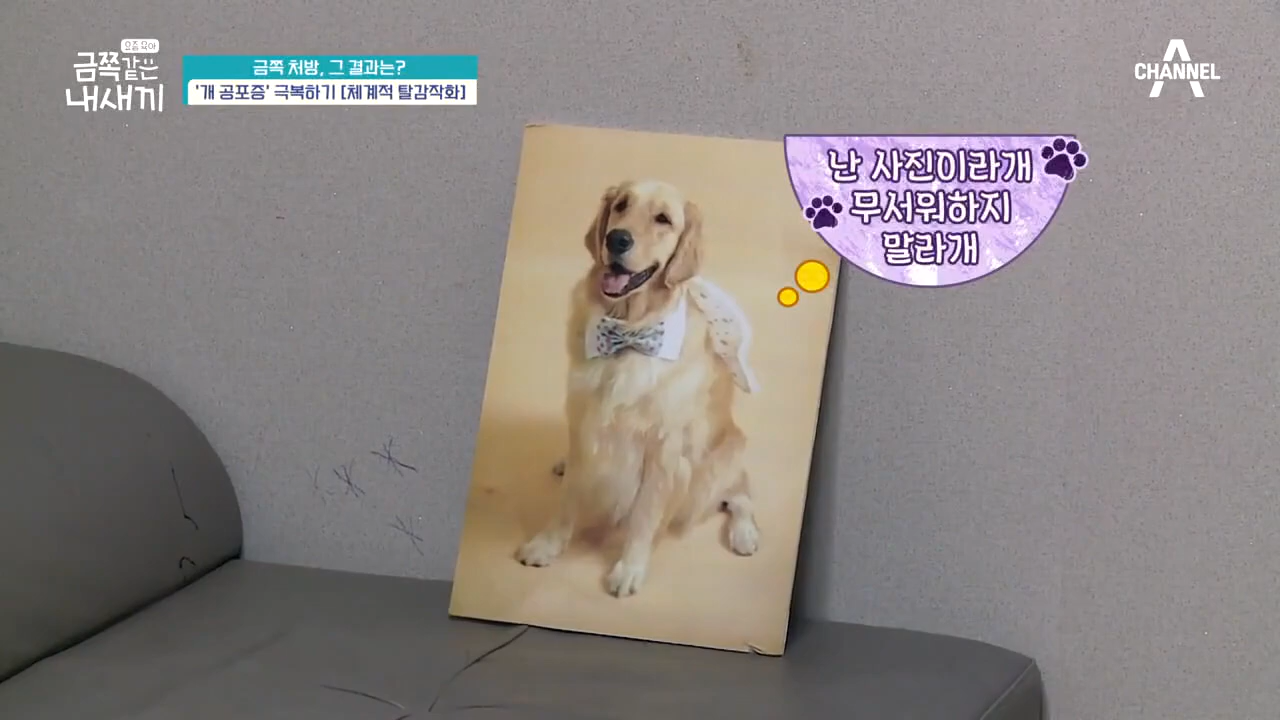 요즘 육아
금쪽같은
내새끼
금쪽 처방, 그 결과는?
'개 공포증' 극복하기 [체계적 탈감작화]
CHANNEL A
난 사진이라개
무서워하지
말라개